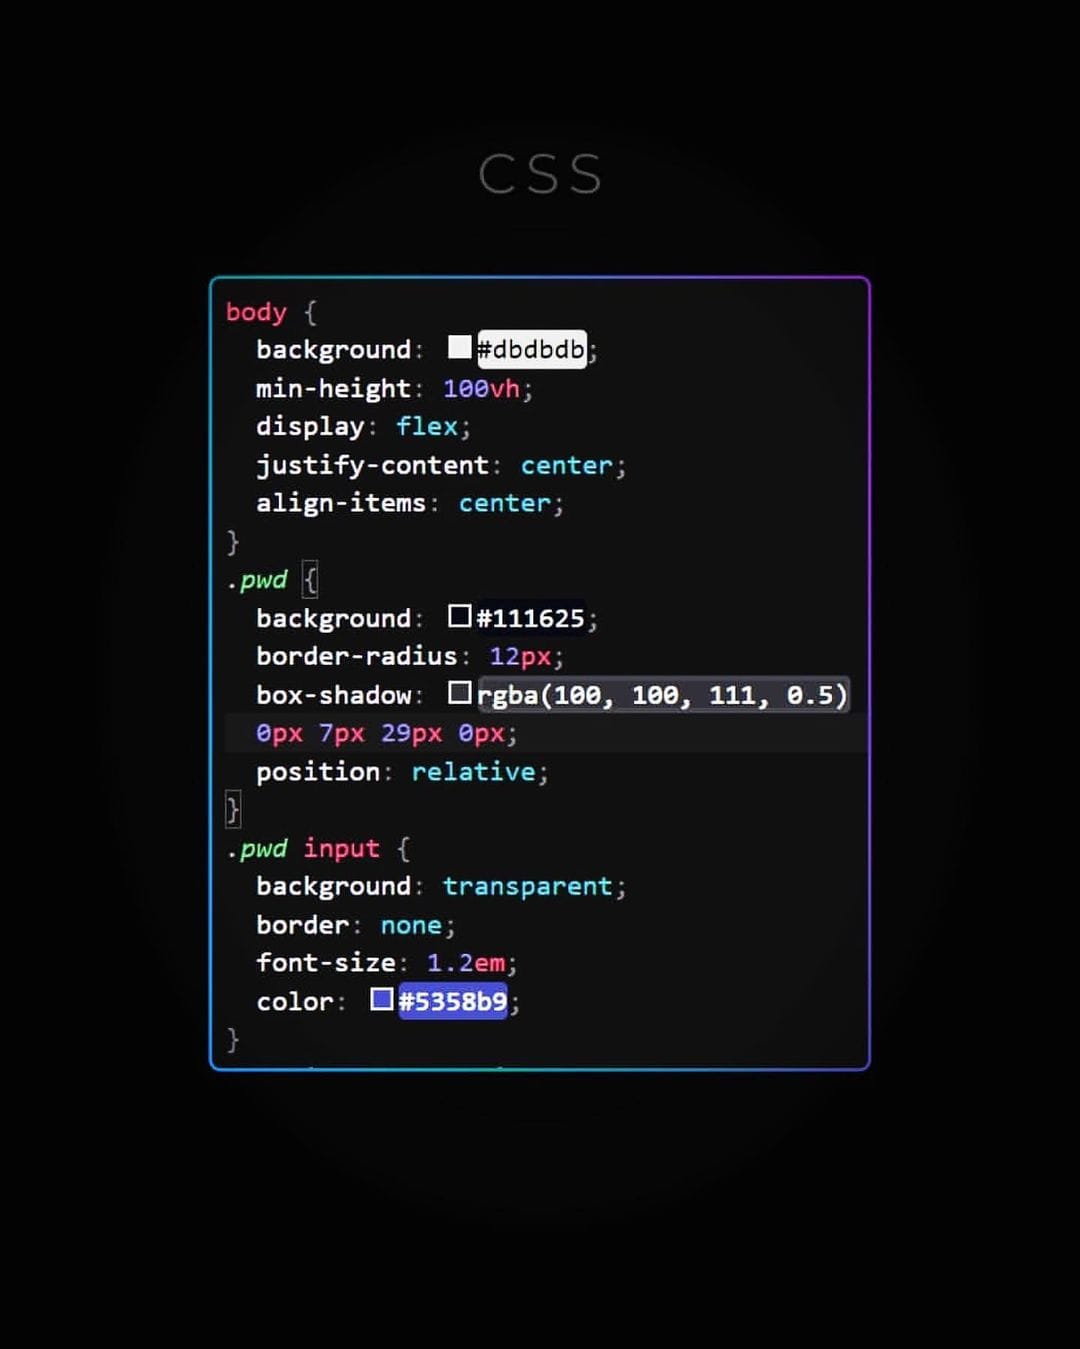 CSS
body {
  background: #dbdbdb;
  min-height: 100vh;
  display: flex;
  justify-content: center;
  align-items: center;
}
.pwd {
  background: #111625;
  border-radius: 12px;
  box-shadow: rgba(100, 100, 111, 0.5)
  0px 7px 29px 0px;
  position: relative;
}
.pwd input {
  background: transparent;
  border: none;
  font-size: 1.2em;
  color: #5358b9;
}